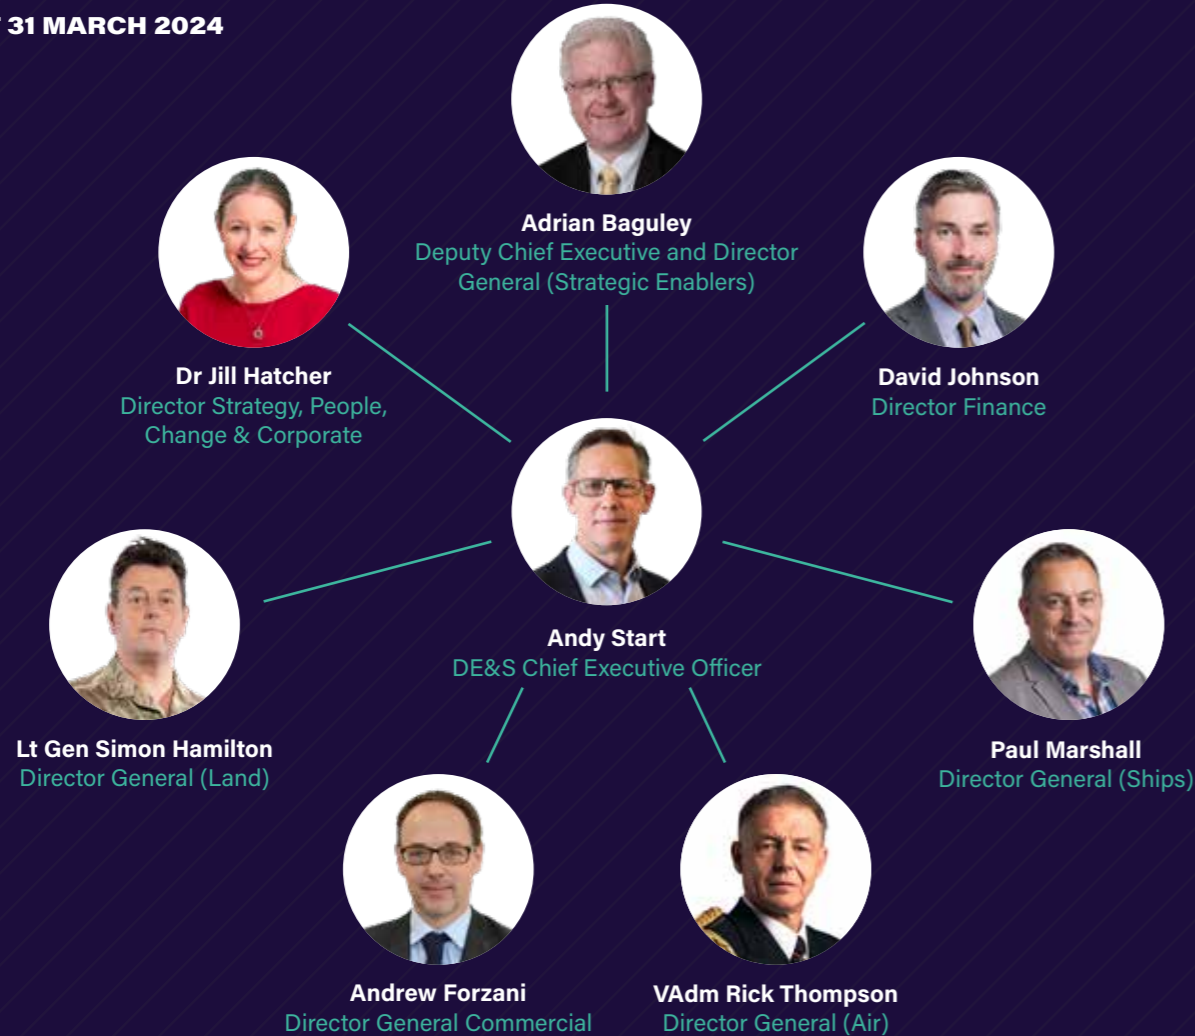 31 MARCH 2024
Adrian Baguley
Deputy Chief Executive and Director
General (Strategic Enablers)
Dr Jill Hatcher
Director Strategy, People,
Change & Corporate
David Johnson
Director Finance
Andy Start
DE&S Chief Executive Officer
Lt Gen Simon Hamilton
Director General (Land)
Paul Marshall
Director General (Ships)
Andrew Forzani
Director General Commercial
VAdm Rick Thompson
Director General (Air)